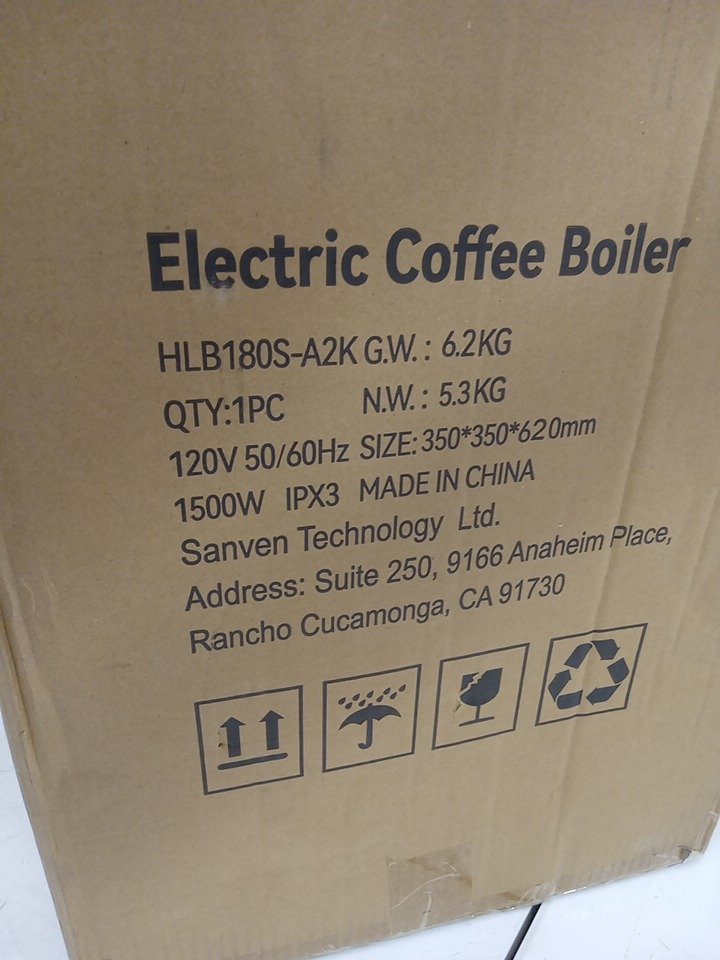 Electric Coffee Boiler
HLB180S-A2K G.W.: 6.2KG
QTY:1PC N.W.: 5.3KG
120V 50/60Hz SIZE: 350*350*620mm
1500W IPX3 MADE IN CHINA
Sanven Technology Ltd.
Address: Suite 250, 9166 Anaheim Place,
Rancho Cucamonga, CA 91730